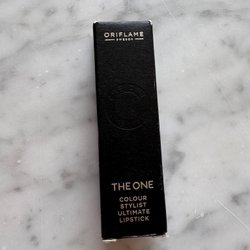 ORIFLAME
SWEDEN
THE ONE
COLOUR
STYLIST
ULTIMATE
LIPSTICK